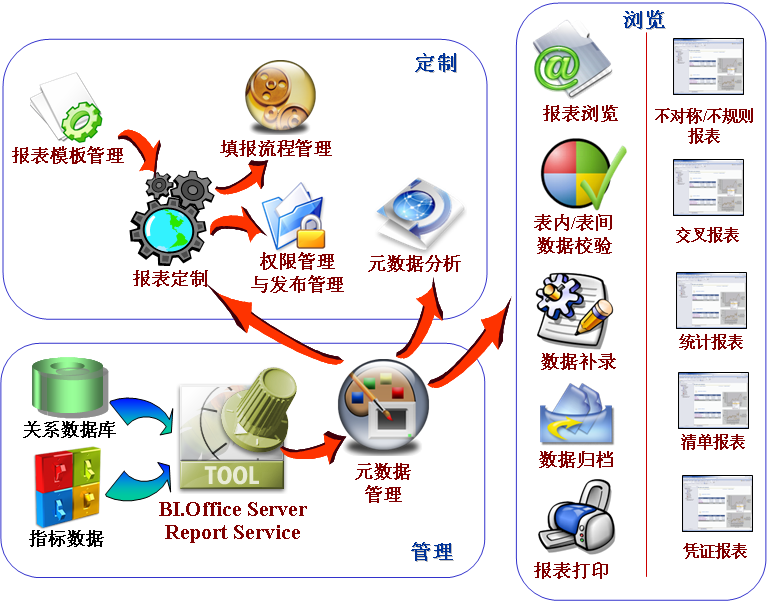 定制
报表模板管理
填报流程管理
报表定制
权限管理
与发布管理
元数据分析
关系数据库
指标数据
TOOL
BI.Office Server
Report Service
元数据
管理
管理
浏览
报表浏览
表内/表间
数据校验
数据补录
数据归档
报表打印
不对称/不规则
报表
交叉报表
统计报表
清单报表
凭证报表